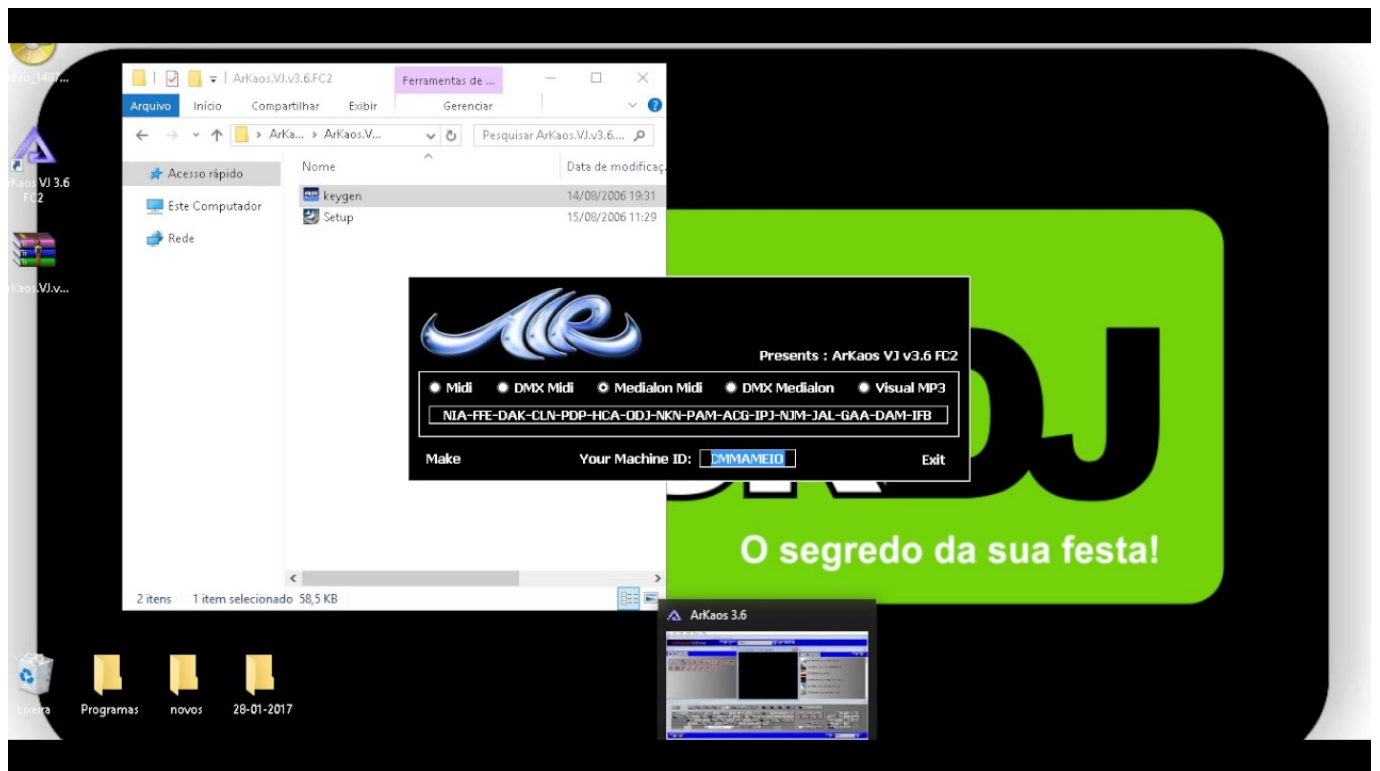 ArKaos.VJ.v3.6.FC2
Ferramentas de ...
Arquivo Início Compartilhar Exibir Gerenciar
ArKa... > ArKaos.V...
Pesquisar ArKaos.VJ.v3.6....
Nome Data de modificaç
Acesso rápido
Este Computador
Rede
keygen 14/08/2006 19:31
Setup 15/08/2006 11:29
VJ 3.6
FC2
AIR
Presents : ArKaos VJ v3.6 FC2
Midi DMX Midi Medialon Midi DMX Medialon Visual MP3
NIA-FFE-DAK-CLN-PDP-HCA-ODJ-NKN-PAM-ACG-IPJ-NJM-JAL-GAA-DAM-IFB
Make Your Machine ID: CMMAMEIO Exit
DJ
O segredo da sua festa!
2 itens 1 item selecionado 58,5 KB
ArKaos 3.6
Lixeira
Programas
novos
28-01-2017